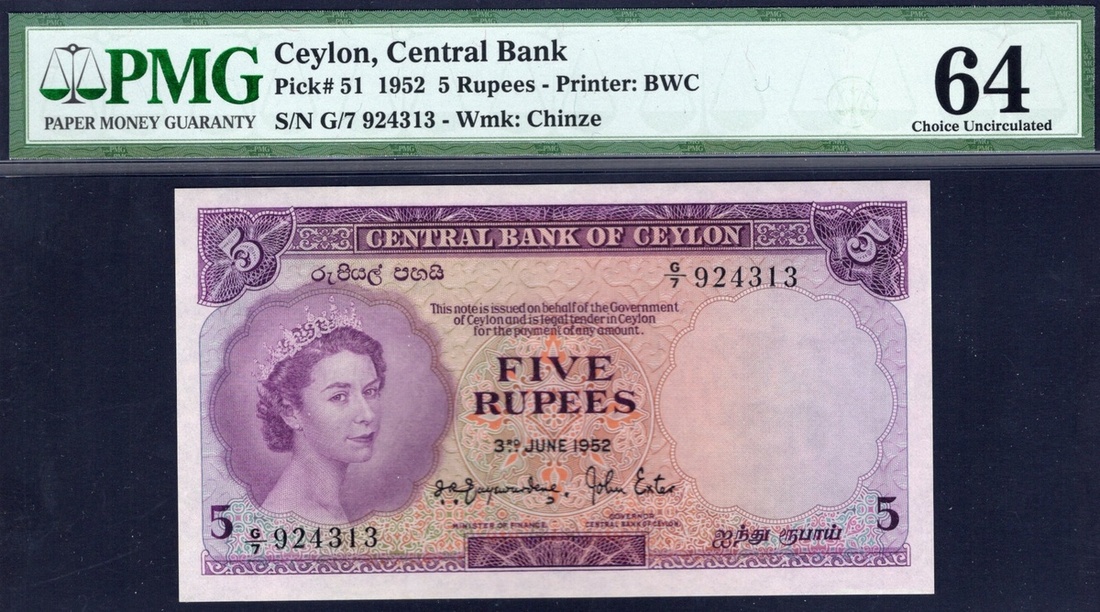 PMG
PAPER MONEY GUARANTY
Ceylon, Central Bank
Pick# 51 1952 5 Rupees - Printer: BWC
S/N G/7 924313 - Wmk: Chinze
64
Choice Uncirculated
5
CENTRAL BANK OF CEYLON
5
රුපියල් පහයි
G/7 924313
This note is issued on behalf of the Government
of Ceylon and is legal tender in Ceylon
for the payment of any amount.
FIVE
RUPEES
3RD JUNE 1952
J.R. Jayawardene.
John Exter
MINISTER OF FINANCE
GOVERNOR
CENTRAL BANK OF CEYLON
5
G/7 924313
ஐந்து ரூபாய்
5